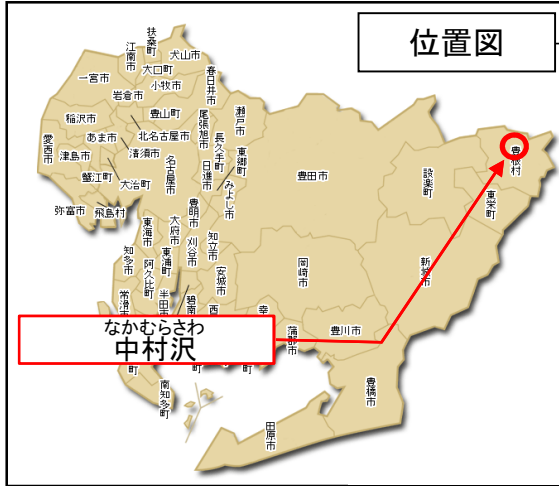 位置図
扶桑町
江南市
犬山市
大口町
一宮市
小牧市
岩倉市
春日井市
稲沢市
豊山町
尾張旭市
瀬戸市
愛西市
あま市
北名古屋市
長久手町
東郷町
津島市
清須市
名古屋市
日進市
豊田市
設楽町
豊根村
東栄町
蟹江町
大治町
みよし市
弥富市
飛島村
東海市
大府市
豊明市
知多市
阿久比町
東浦町
刈谷市
知立市
安城市
岡崎市
新城市
常滑市
半田市
碧南
西
幸
なかむらさわ
中村沢
蒲郡市
豊川市
町
町
南知多町
豊橋市
田原市